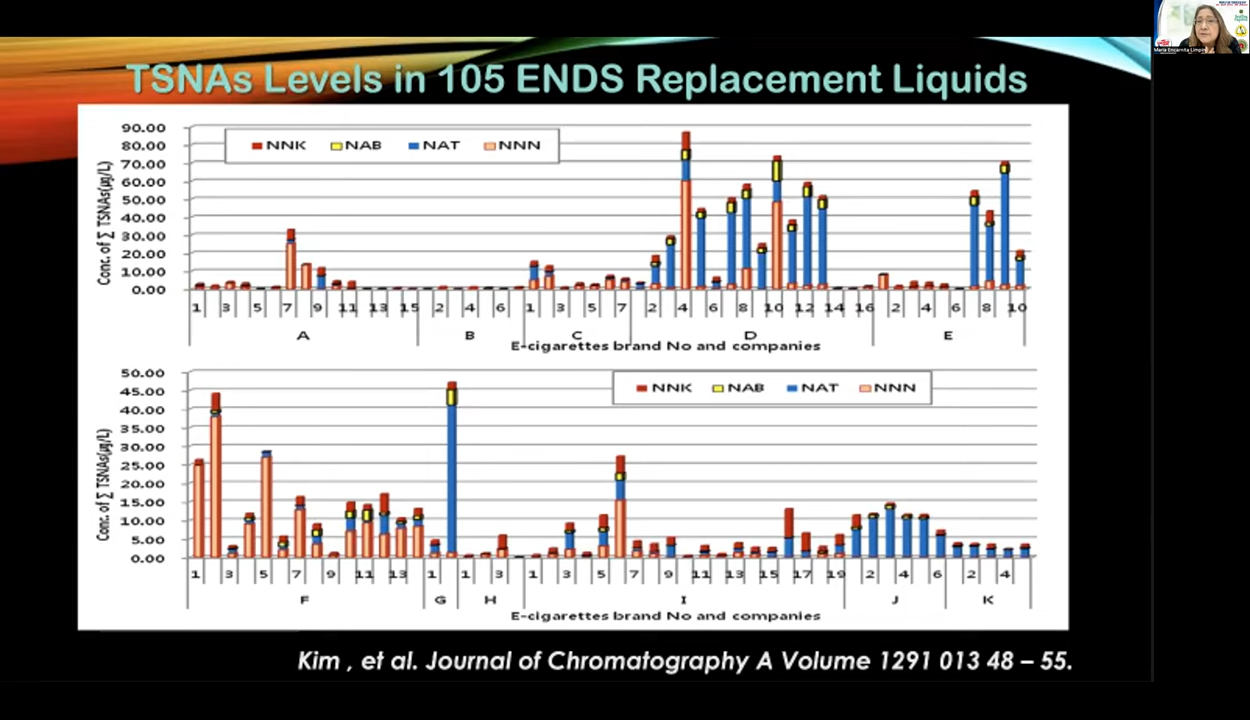 Maria Encarnita Limpin
TSNAs Levels in 105 ENDS Replacement Liquids
NNK NAB NAT NNN
Conc. of ∑ TSNAs(㎍/L)
90.00
80.00
70.00
60.00
50.00
40.00
30.00
20.00
10.00
0.00
1 3 5 7 9 11 13 15 2 4 6 1 3 5 7 2 4 6 8 10 12 14 16 2 4 6 8 10
A B C D E
E-cigarettes brand No and companies
NNK NAB NAT NNN
Conc. of ∑ TSNAs(㎍/L)
50.00
45.00
40.00
35.00
30.00
25.00
20.00
15.00
10.00
5.00
0.00
1 3 5 7 9 11 13 1 1 3 1 3 5 7 9 11 13 15 17 19 2 4 6 2 4
F G H I J K
E-cigarettes brand No and companies
Kim , et al. Journal of Chromatography A Volume 1291 013 48 – 55.